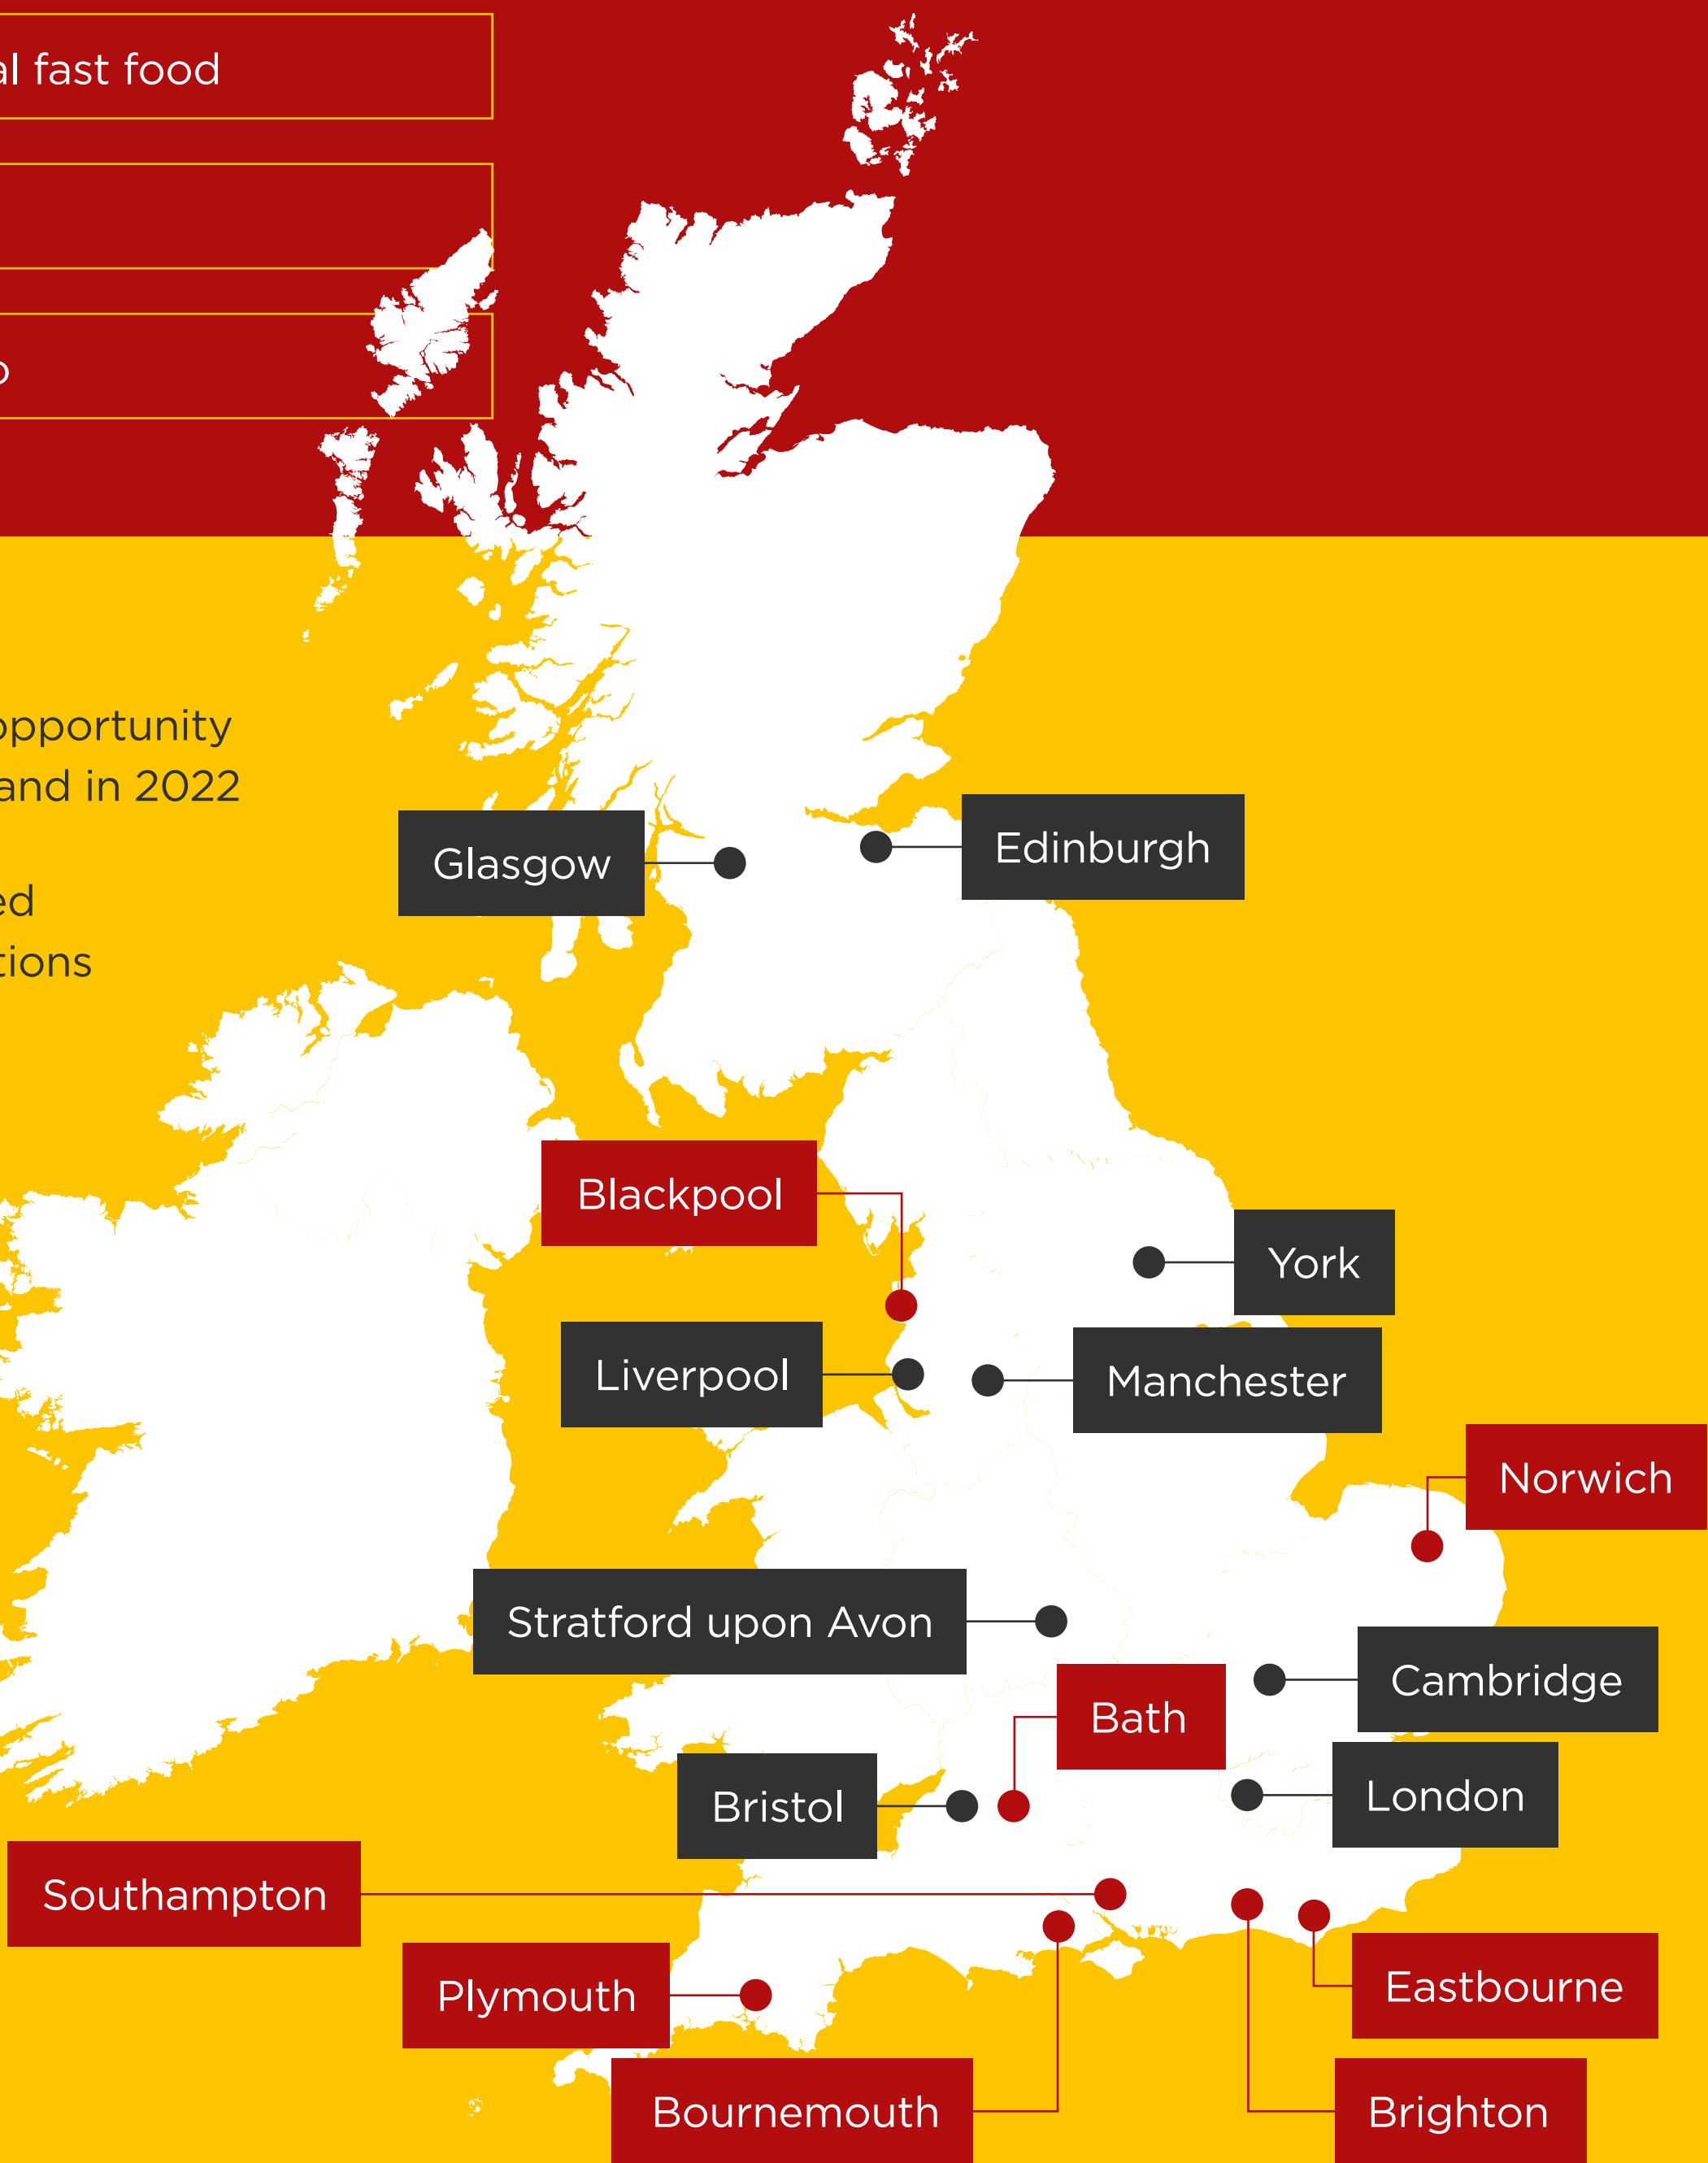 al fast food
o
opportunity
and in 2022
Glasgow
Edinburgh
ed
tions
Blackpool
York
Liverpool
Manchester
Norwich
Stratford upon Avon
Cambridge
Bath
London
Bristol
Southampton
Eastbourne
Plymouth
Bournemouth
Brighton